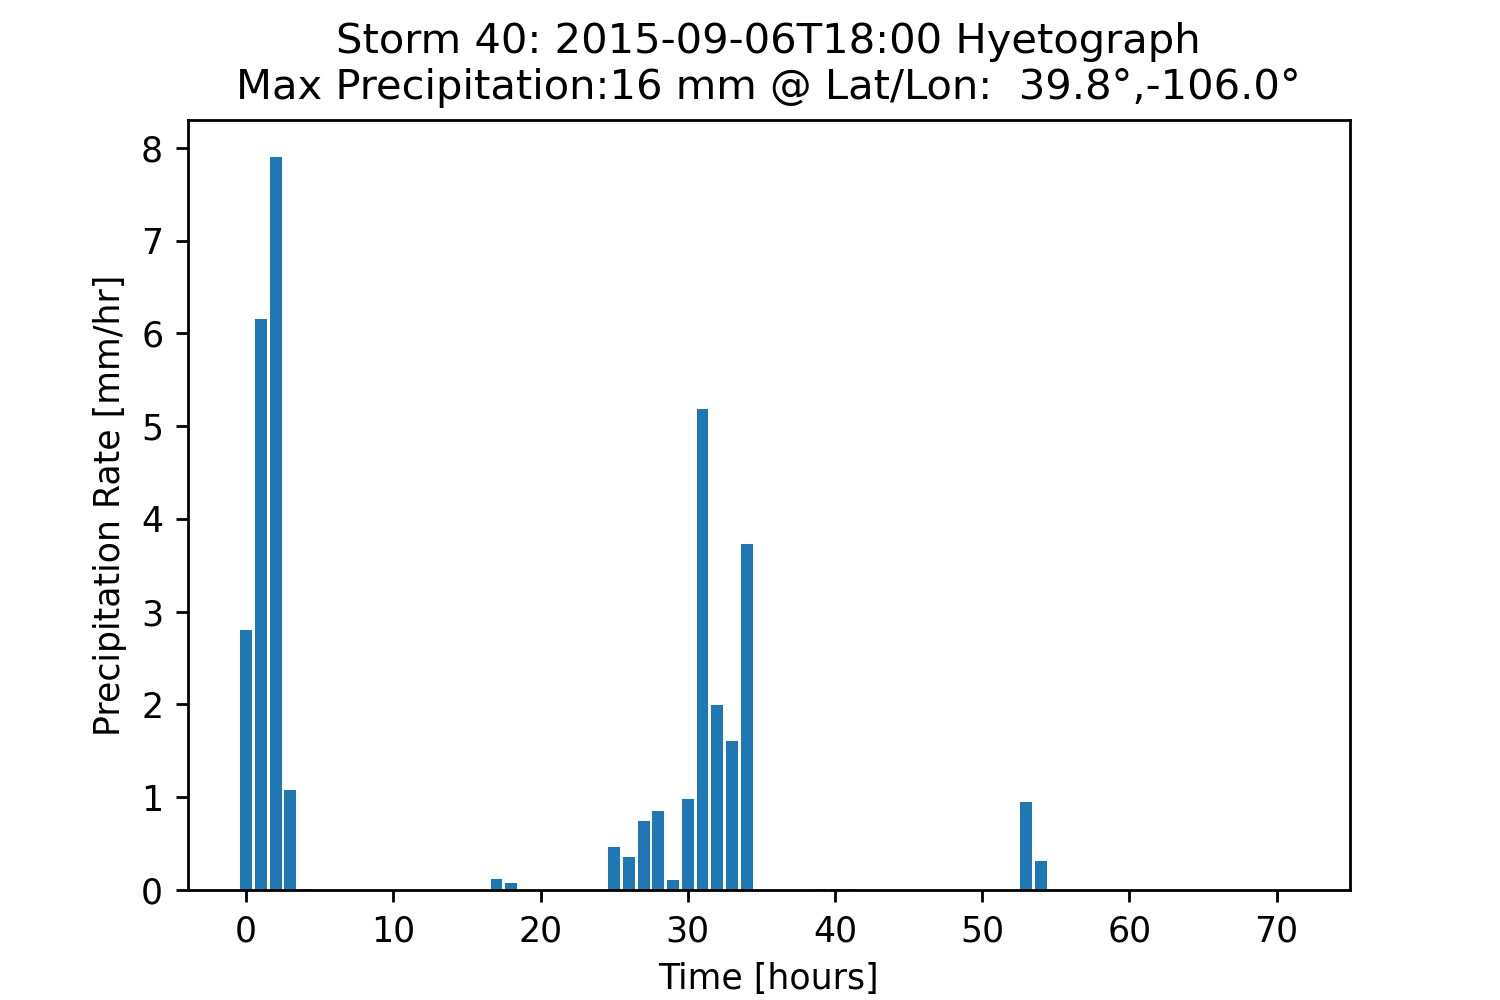 Storm 40: 2015-09-06T18:00 Hyetograph
Max Precipitation:16 mm @ Lat/Lon:  39.8°,-106.0°
8
7
6
5
4
3
2
1
0
Precipitation Rate [mm/hr]
0 10 20 30 40 50 60 70
Time [hours]